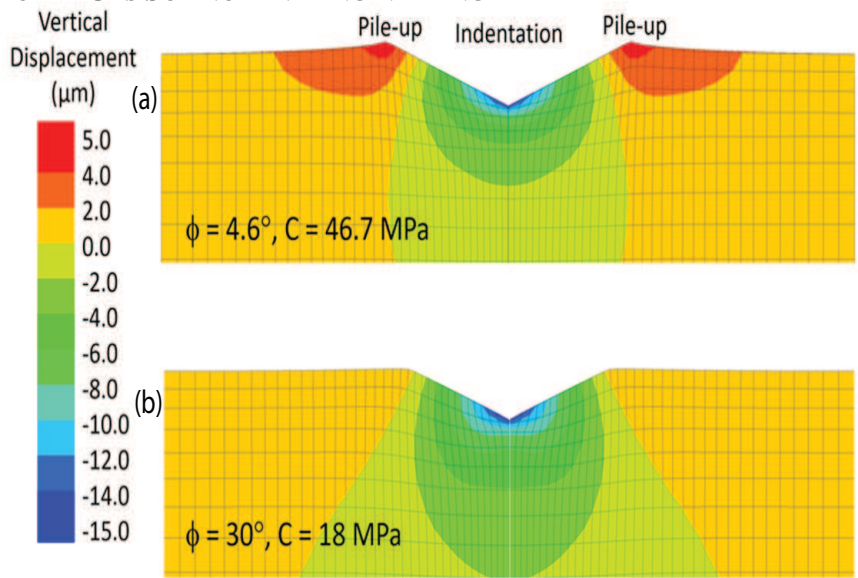 Vertical
Displacement
(μm)
Pile-up
Indentation
Pile-up
(a)
5.0
4.0
2.0
0.0
-2.0
-4.0
-6.0
-8.0
-10.0
-12.0
-14.0
-15.0
ϕ = 4.6°, C = 46.7 MPa
(b)
ϕ = 30°, C = 18 MPa